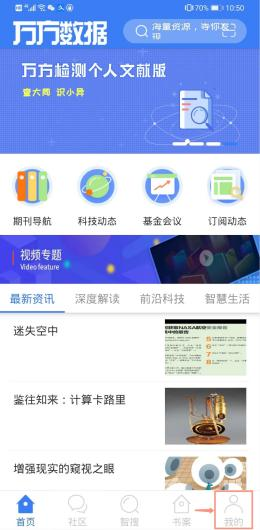 70% 10:50
万方数据
海量资源，等你发现
万方检测个人文献版
查大同 识小异
期刊导航
科技动态
基金会议
订阅动态
视频专题
Video feature
最新资讯
深度解读
前沿科技
智慧生活
迷失空中
鉴往知来：计算卡路里
增强现实的窥视之眼
首页
社区
智搜
书案
我的